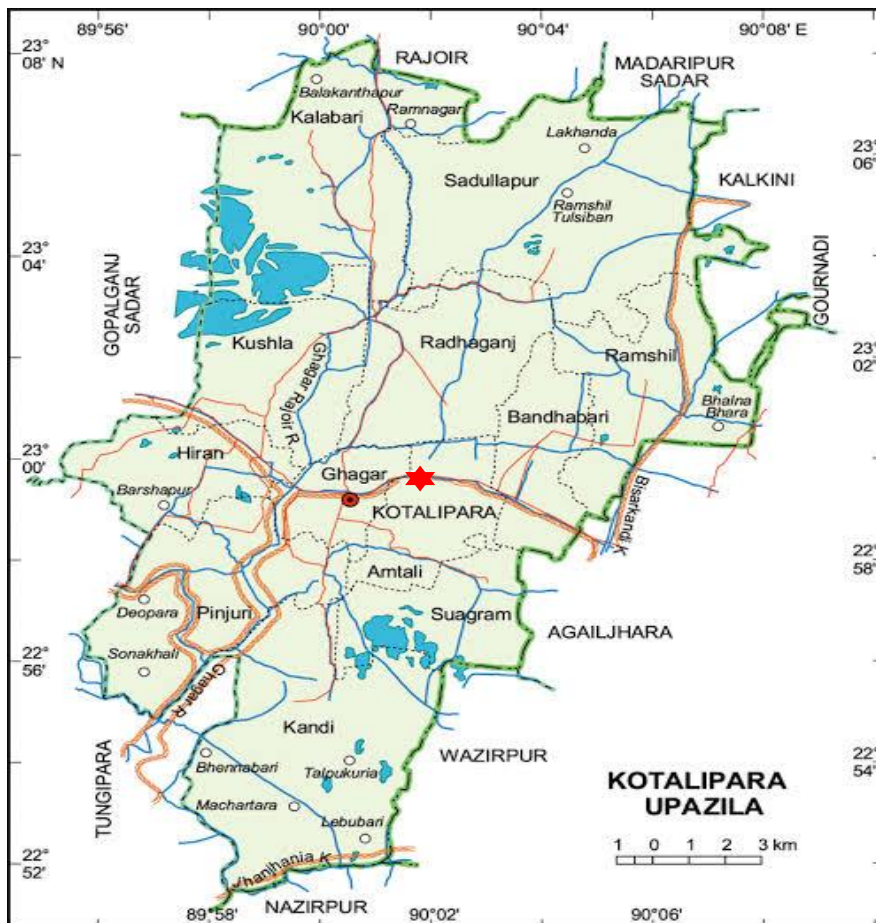 89°56' 90°00' 90°04' 90°08' E
23°
08' N
RAJOIR
MADARIPUR
SADAR
Balakanthapur
Kalabari
Ramnagar
Lakhanda
23°
06'
Sadullapur
KALKINI
Ramshil
Tulsiban
23°
04'
GOPALGANJ
SADAR
GOURNADI
Kushla
Ghagar Rajoir R
Radhaganj
Ramshil
23°
02'
Bandhabari
Bhalna
Bhara
Hiran
23°
00'
Ghagar
Barshapur
KOTALIPARA
Bisarkandi K
22°
58'
Amtali
Deopara
Pinjuri
Suagram
AGAILJHARA
Sonakhali
22°
56'
Ghagar R
Kandi
WAZIRPUR
TUNGIPARA
Bhennabari
Talpukuria
22°
54'
Machartara
KOTALIPARA
UPAZILA
Lebubari
1 0 1 2 3 km
22°
52'
Khanjhania K
NAZIRPUR
89°58' 90°02' 90°06'